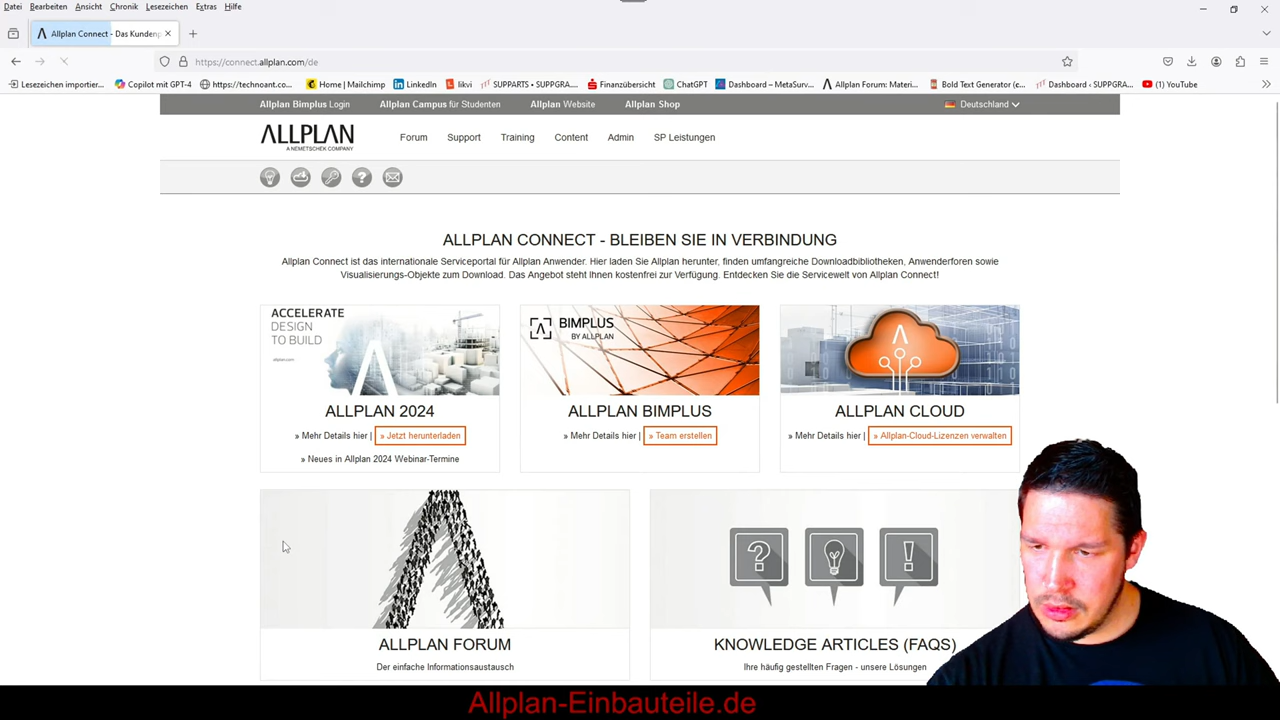 Datei Bearbeiten Ansicht Chronik Lesezeichen Extras Hilfe
Allplan Connect - Das Kundenp
https://connect.allplan.com/de
Lesezeichen importier... Copilot mit GPT-4 https://technoant.co... Home | Mailchimp LinkedIn likvi SUPPARTS • SUPPGRA... Finanzübersicht ChatGPT Dashboard – MetaSurv... Allplan Forum: Materi... Bold Text Generator (e... Dashboard ‹ SUPPGRA... (1) YouTube
Allplan Bimplus Login Allplan Campus für Studenten Allplan Website Allplan Shop Deutschland
ALLPLAN
A NEMETSCHEK COMPANY
Forum Support Training Content Admin SP Leistungen
ALLPLAN CONNECT - BLEIBEN SIE IN VERBINDUNG
Allplan Connect ist das internationale Serviceportal für Allplan Anwender. Hier laden Sie Allplan herunter, finden umfangreiche Downloadbibliotheken, Anwenderforen sowie
Visualisierungs-Objekte zum Download. Das Angebot steht Ihnen kostenfrei zur Verfügung. Entdecken Sie die Servicewelt von Allplan Connect!
ACCELERATE
DESIGN
TO BUILD
allplan.com
BIMPLUS
BY ALLPLAN
ALLPLAN 2024
» Mehr Details hier | » Jetzt herunterladen
» Neues in Allplan 2024 Webinar-Termine
ALLPLAN BIMPLUS
» Mehr Details hier | » Team erstellen
ALLPLAN CLOUD
» Mehr Details hier | » Allplan-Cloud-Lizenzen verwalten
ALLPLAN FORUM
Der einfache Informationsaustausch
KNOWLEDGE ARTICLES (FAQS)
Ihre häufig gestellten Fragen - unsere Lösungen
Allplan-Einbauteile.de